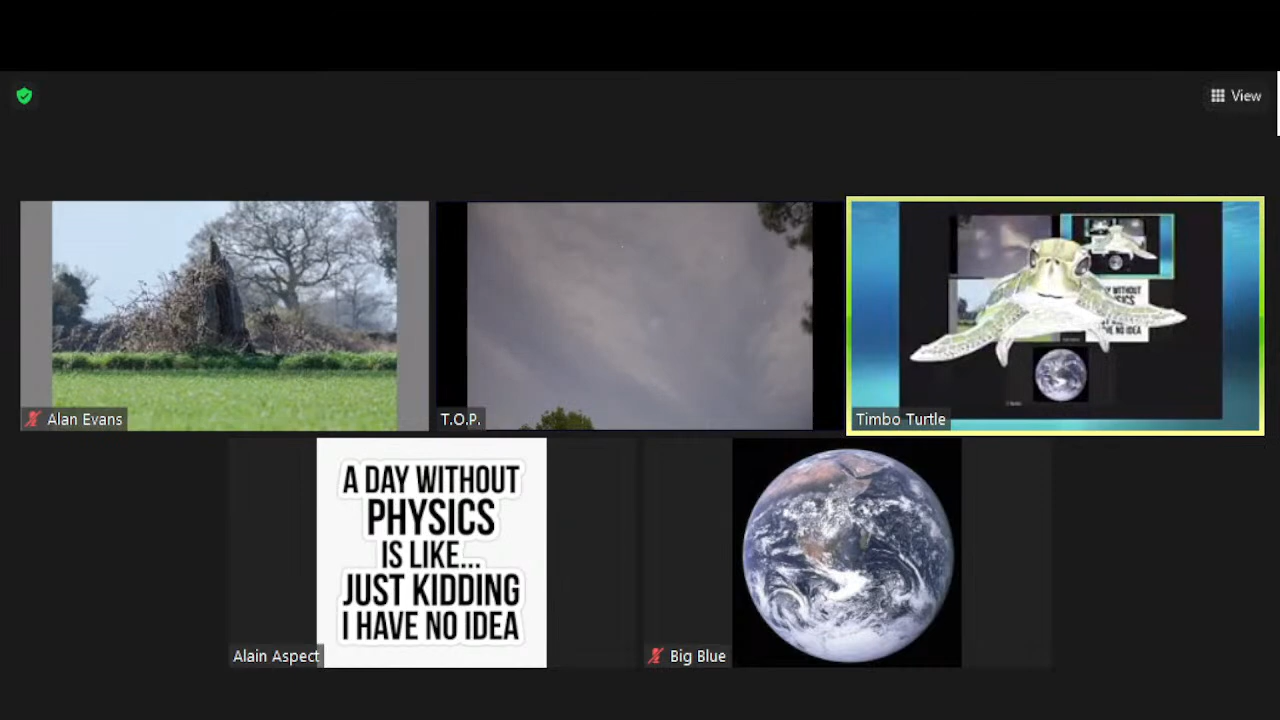 View
Alan Evans
T.O.P.
Timbo Turtle
A DAY WITHOUT
PHYSICS
IS LIKE...
JUST KIDDING
I HAVE NO IDEA
Alain Aspect
Big Blue